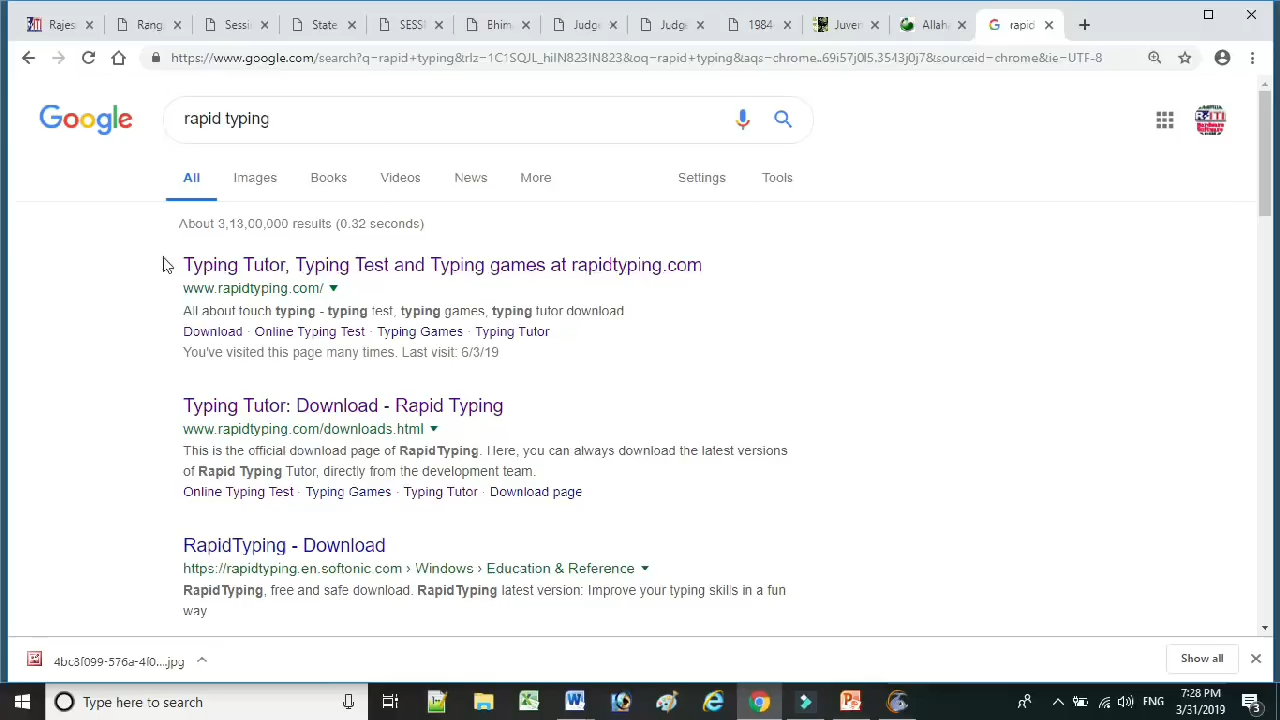 Rajes
Rang
Sessi
State
SESS
Bhim
Judge
Judge
1984
Juven
Allah
rapid
https://www.google.com/search?q=rapid+typing&rlz=1C1SQJL_hiIN823IN823&oq=rapid+typing&aqs=chrome..69i57j0l5.3543j0j7&sourceid=chrome&ie=UTF-8
Google
rapid typing
All
Images
Books
Videos
News
More
Settings
Tools
About 3,13,00,000 results (0.32 seconds)
Typing Tutor, Typing Test and Typing games at rapidtyping.com
www.rapidtyping.com/
All about touch typing - typing test, typing games, typing tutor download
Download · Online Typing Test · Typing Games · Typing Tutor
You've visited this page many times. Last visit: 6/3/19
Typing Tutor: Download - Rapid Typing
www.rapidtyping.com/downloads.html
This is the official download page of RapidTyping. Here, you can always download the latest versions
of Rapid Typing Tutor, directly from the development team.
Online Typing Test · Typing Games · Typing Tutor · Download page
RapidTyping - Download
https://rapidtyping.en.softonic.com › Windows › Education & Reference
RapidTyping, free and safe download. RapidTyping latest version: Improve your typing skills in a fun
way
Show all
Type here to search
ENG
7:28 PM
3/31/2019
3